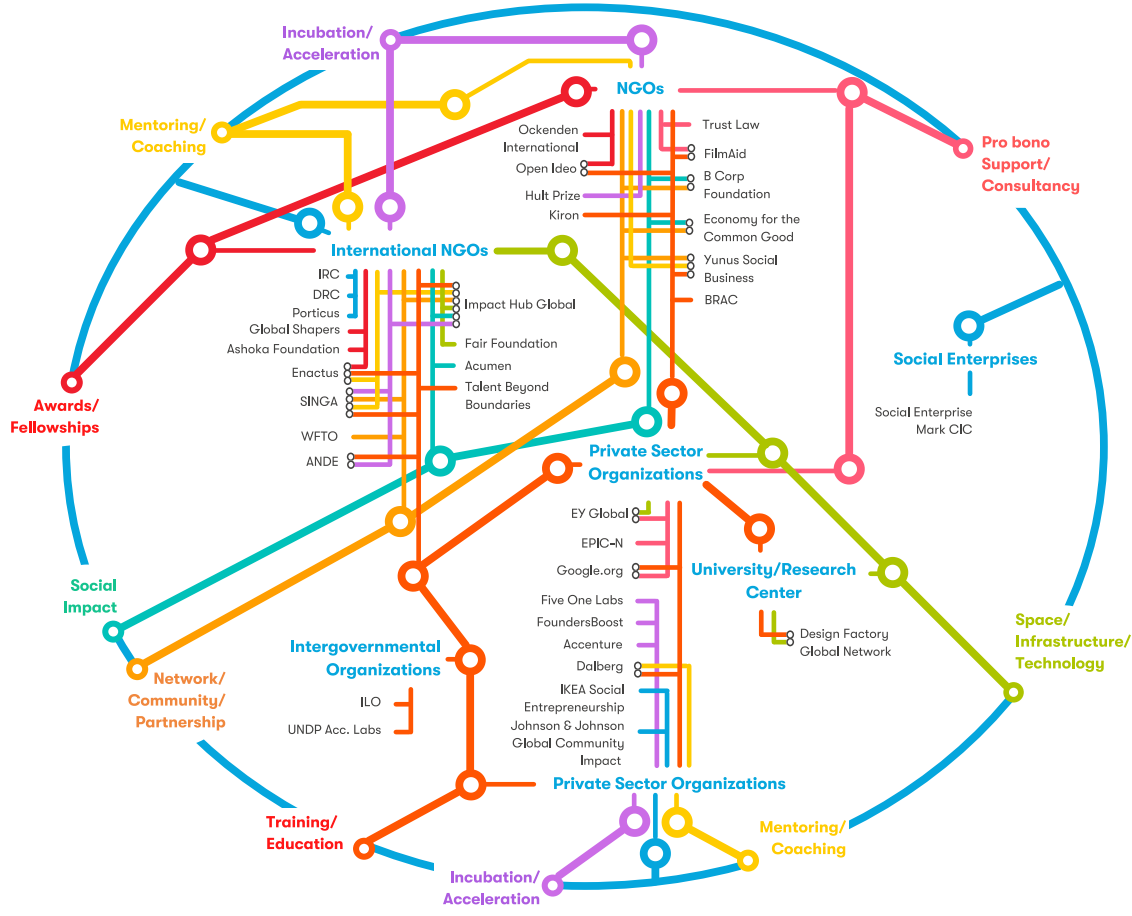 Incubation/
Acceleration
NGOs
Mentoring/
Coaching
Pro bono
Support/
Consultancy
Ockenden
International
Open Ideo
Hult Prize
Kiron
Trust Law
FilmAid
B Corp
Foundation
Economy for the
Common Good
Yunus Social
Business
BRAC
International NGOs
IRC
DRC
Porticus
Global Shapers
Ashoka Foundation
Enactus
SINGA
WFTO
ANDE
Impact Hub Global
Fair Foundation
Acumen
Talent Beyond
Boundaries
Social Enterprises
Social Enterprise
Mark CIC
Awards/
Fellowships
Private Sector
Organizations
EY Global
EPIC-N
Google.org
Five One Labs
FoundersBoost
Accenture
Dalberg
IKEA Social
Entrepreneurship
Johnson & Johnson
Global Community
Impact
University/Research
Center
Design Factory
Global Network
Social
Impact
Network/
Community/
Partnership
Intergovernmental
Organizations
ILO
UNDP Acc. Labs
Space/
Infrastructure/
Technology
Private Sector Organizations
Training/
Education
Incubation/
Acceleration
Mentoring/
Coaching